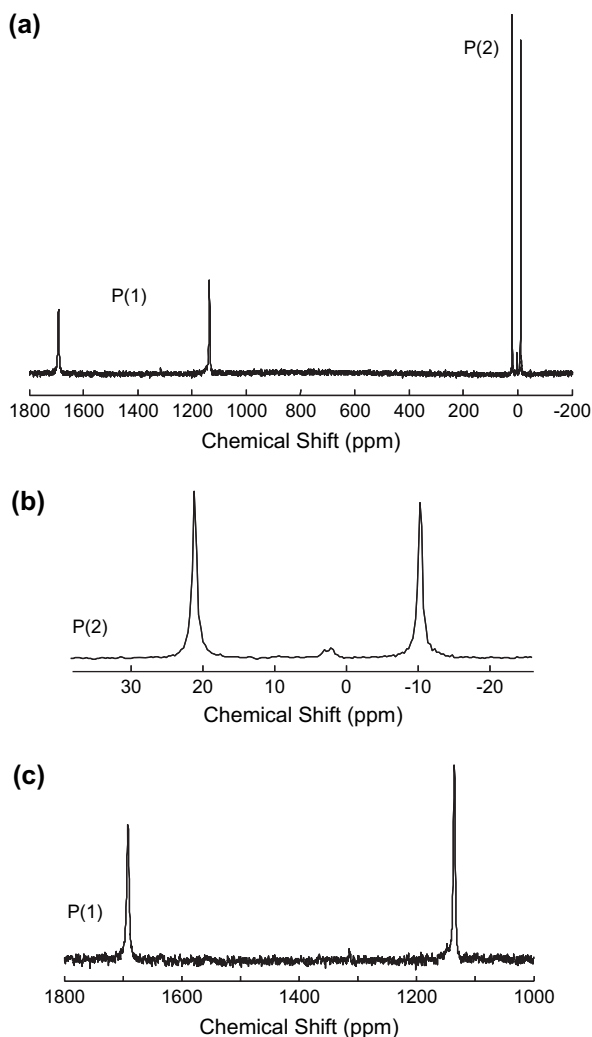 (a)
P(2)
P(1)
1800 1600 1400 1200 1000 800 600 400 200 0 -200
Chemical Shift (ppm)
(b)
P(2)
30 20 10 0 -10 -20
Chemical Shift (ppm)
(c)
P(1)
1800 1600 1400 1200 1000
Chemical Shift (ppm)